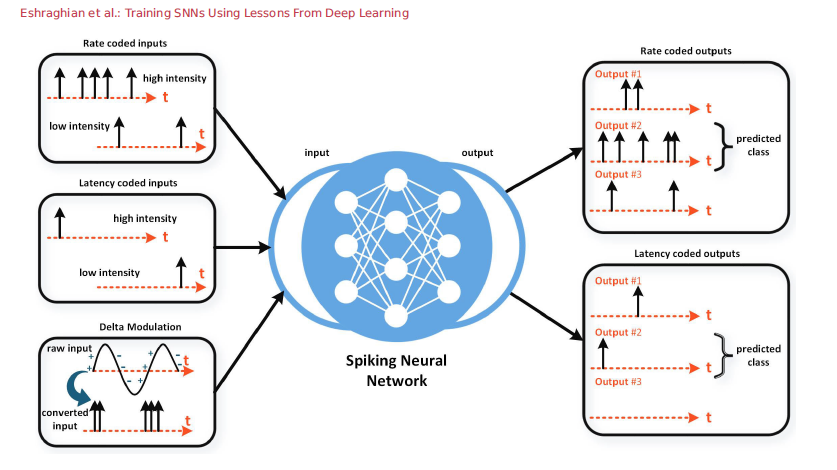 Eshraghian et al.: Training SNNs Using Lessons From Deep Learning
Rate coded inputs
high intensity
t
low intensity
t
Latency coded inputs
high intensity
t
low intensity
t
Delta Modulation
raw input
+ + - - + + - -
t
converted
input
t
input
output
Spiking Neural
Network
Rate coded outputs
Output #1
t
Output #2
t
predicted
class
Output #3
t
Latency coded outputs
Output #1
t
Output #2
t
predicted
class
Output #3
t